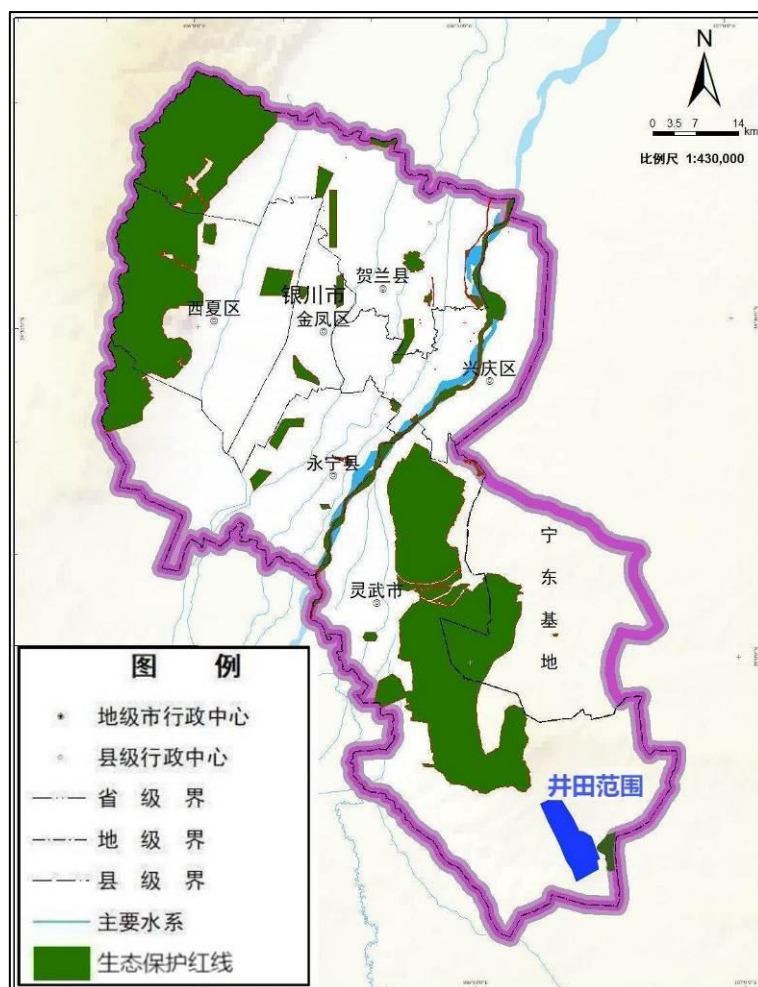 N
0 3.5 7 14
km
比例尺 1:430,000
贺兰县
银川市
西夏区
金凤区
兴庆区
永宁县
宁东基地
灵武市
井田范围
图 例
地级市行政中心
县级行政中心
省 级 界
地 级 界
县 级 界
主要水系
生态保护红线